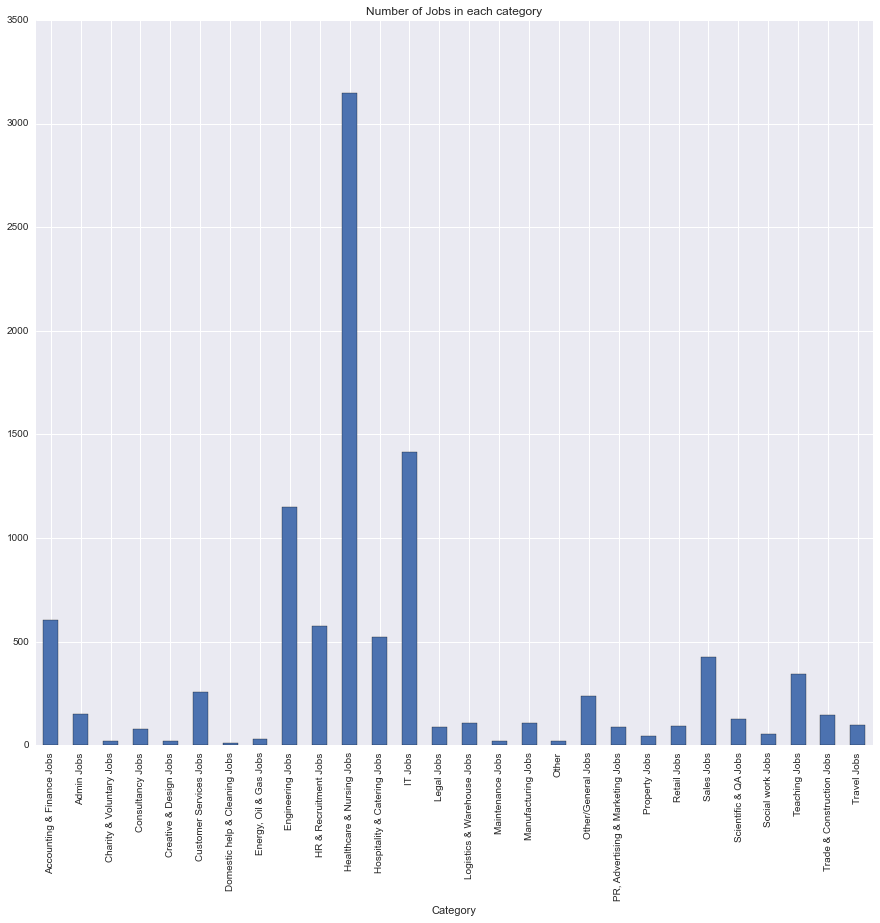 Number of Jobs in each category
3500
3000
2500
2000
1500
1000
500
0
Accounting & Finance Jobs
Admin Jobs
Charity & Voluntary Jobs
Consultancy Jobs
Creative & Design Jobs
Customer Services Jobs
Domestic help & Cleaning Jobs
Energy, Oil & Gas Jobs
Engineering Jobs
HR & Recruitment Jobs
Healthcare & Nursing Jobs
Hospitality & Catering Jobs
IT Jobs
Legal Jobs
Logistics & Warehouse Jobs
Maintenance Jobs
Manufacturing Jobs
Other
Other/General Jobs
PR, Advertising & Marketing Jobs
Property Jobs
Retail Jobs
Sales Jobs
Scientific & QA Jobs
Social work Jobs
Teaching Jobs
Trade & Construction Jobs
Travel Jobs
Category